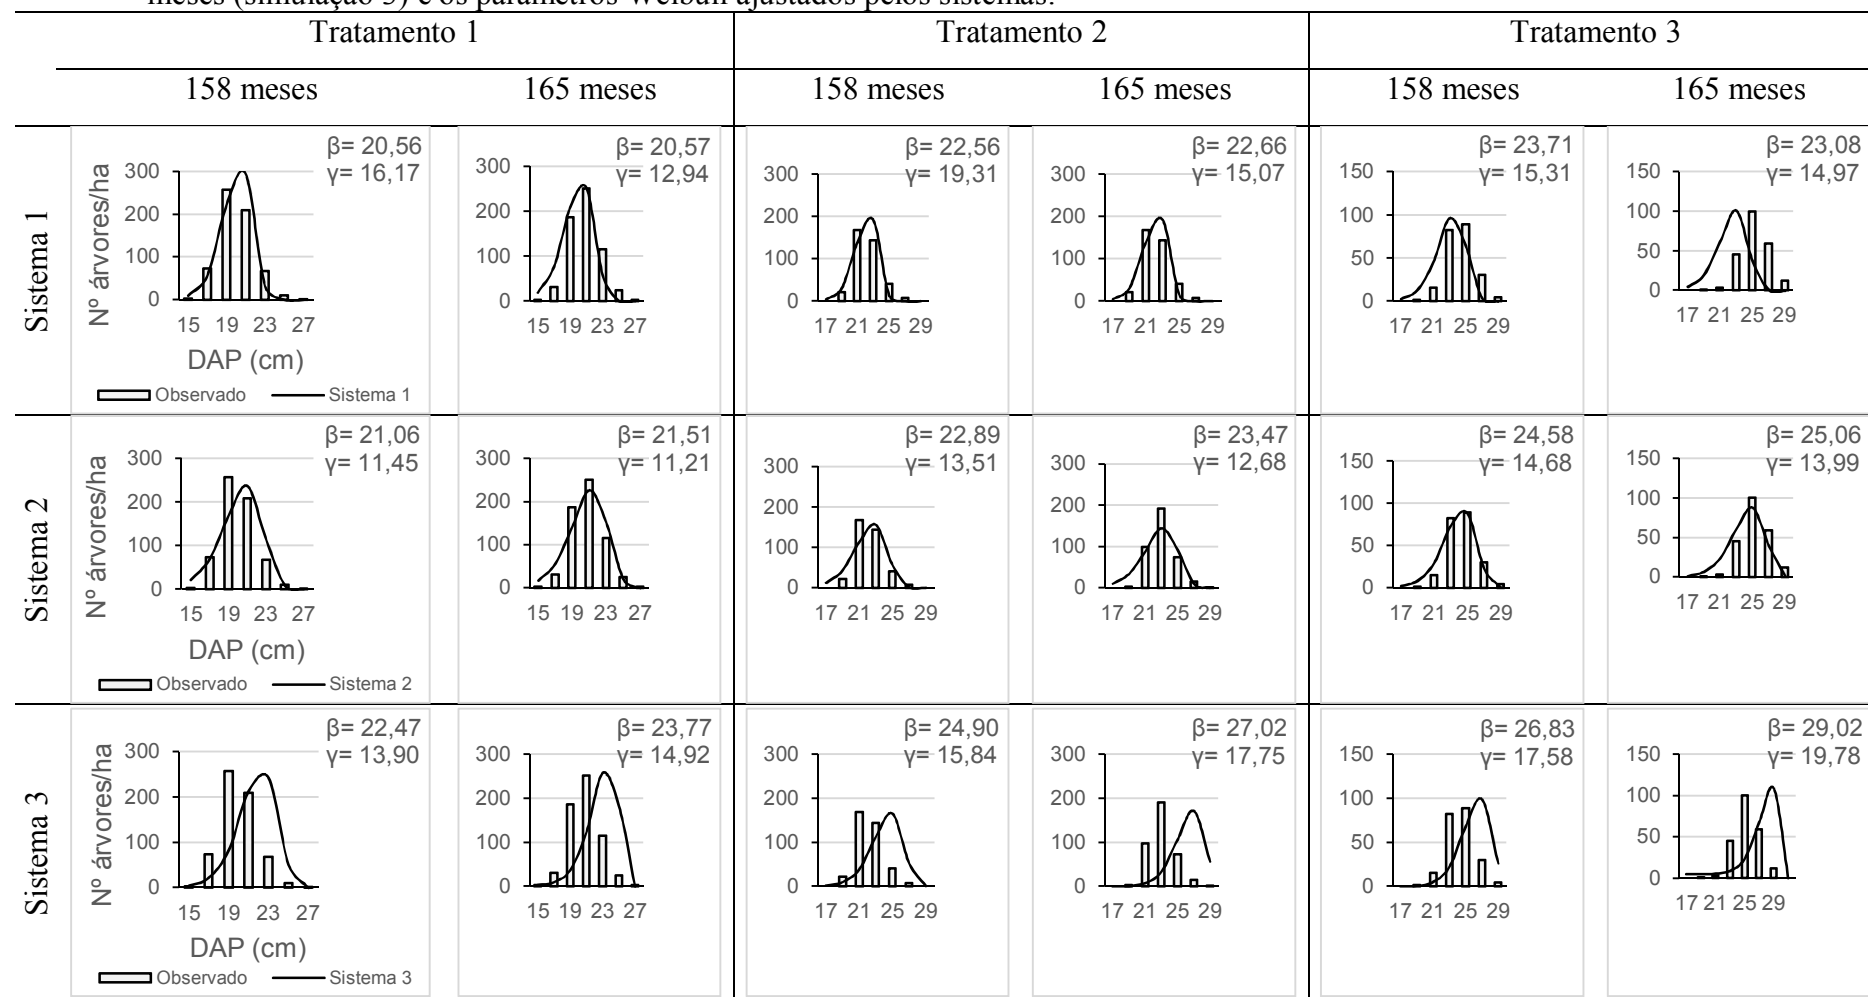 meses (simulação 3) e os parâmetros Weibull ajustados pelos sistemas.
Tratamento 1 Tratamento 2 Tratamento 3
158 meses 165 meses 158 meses 165 meses 158 meses 165 meses
Sistema 1
Nº árvores/ha
β= 20,56
γ= 16,17
300
200
100
0
15 19 23 27
DAP (cm)
Observado Sistema 1
β= 20,57
γ= 12,94
300
200
100
0
15 19 23 27
β= 22,56
γ= 19,31
300
200
100
0
17 21 25 29
β= 22,66
γ= 15,07
300
200
100
0
17 21 25 29
β= 23,71
γ= 15,31
150
100
50
0
17 21 25 29
β= 23,08
γ= 14,97
150
100
50
0
17 21 25 29
Sistema 2
Nº árvores/ha
β= 21,06
γ= 11,45
300
200
100
0
15 19 23 27
DAP (cm)
Observado Sistema 2
β= 21,51
γ= 11,21
300
200
100
0
15 19 23 27
β= 22,89
γ= 13,51
300
200
100
0
17 21 25 29
β= 23,47
γ= 12,68
300
200
100
0
17 21 25 29
β= 24,58
γ= 14,68
150
100
50
0
17 21 25 29
β= 25,06
γ= 13,99
150
100
50
0
17 21 25 29
Sistema 3
Nº árvores/ha
β= 22,47
γ= 13,90
300
200
100
0
15 19 23 27
DAP (cm)
Observado Sistema 3
β= 23,77
γ= 14,92
300
200
100
0
15 19 23 27
β= 24,90
γ= 15,84
300
200
100
0
17 21 25 29
β= 27,02
γ= 17,75
300
200
100
0
17 21 25 29
β= 26,83
γ= 17,58
150
100
50
0
17 21 25 29
β= 29,02
γ= 19,78
150
100
50
0
17 21 25 29